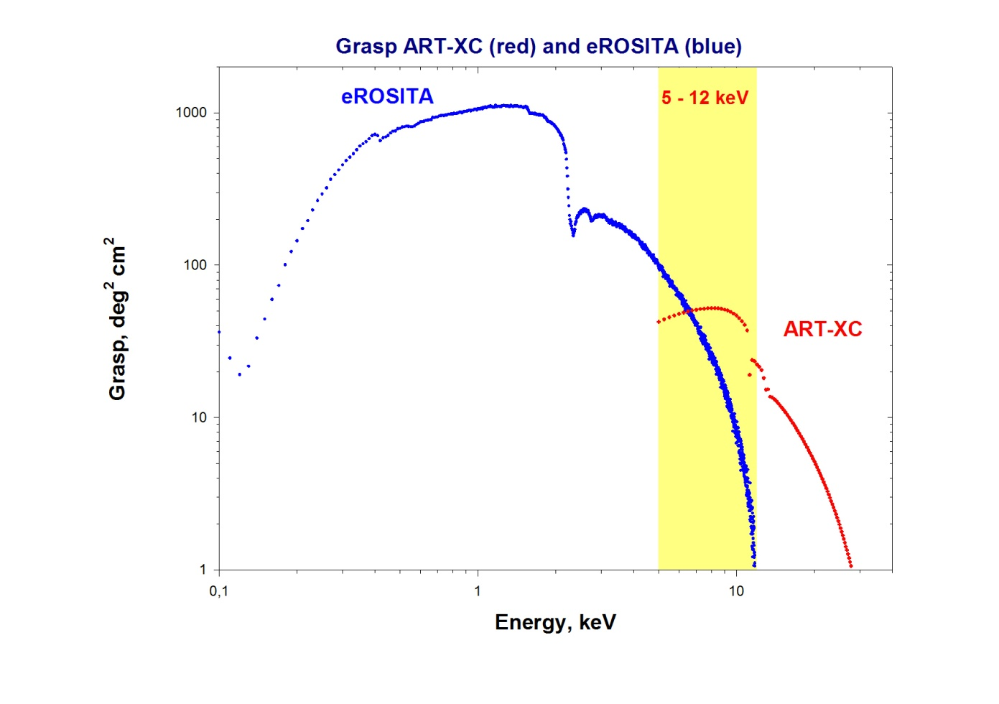 Grasp ART-XC (red) and eROSITA (blue)
eROSITA
5 - 12 keV
1000
100
ART-XC
10
1
0,1
1
10
Grasp, deg² cm²
Energy, keV